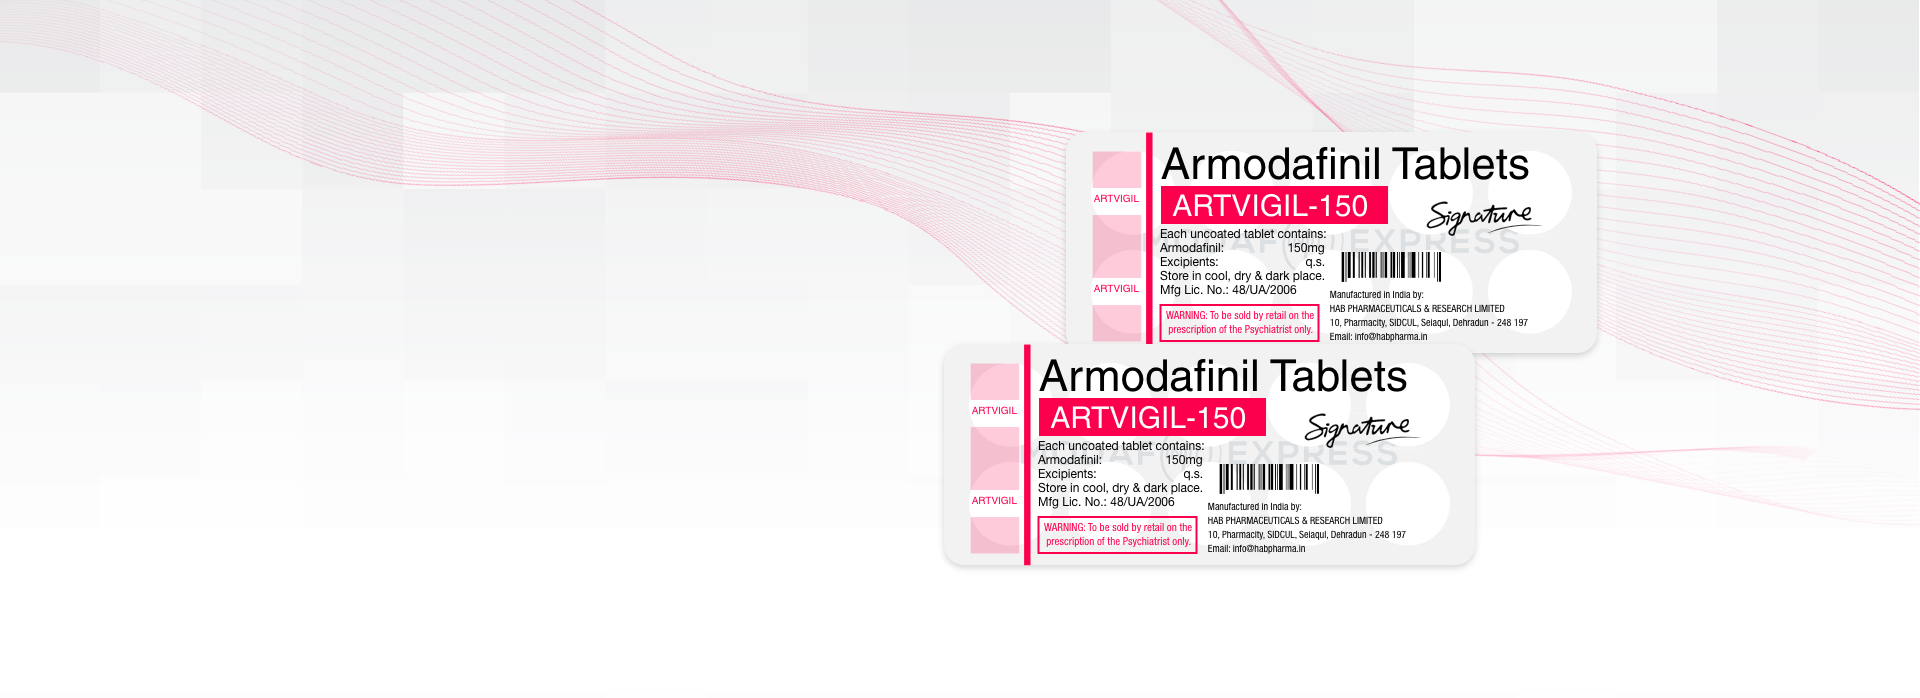 Armodafinil Tablets
ARTVIGIL-150
ARTVIGIL
ARTVIGIL
Signature
Each uncoated tablet contains:
Armodafinil: 150mg
Excipients: q.s.
Store in cool, dry & dark place.
Mfg Lic. No.: 48/UA/2006
WARNING: To be sold by retail on the
prescription of the Psychiatrist only.
Manufactured in India by:
HAB PHARMACEUTICALS & RESEARCH LIMITED
10, Pharmacity, SIDCUL, Selaqui, Dehradun - 248 197
Email: info@habpharma.in
EXPRESS
Armodafinil Tablets
ARTVIGIL-150
ARTVIGIL
ARTVIGIL
Signature
Each uncoated tablet contains:
Armodafinil: 150mg
Excipients: q.s.
Store in cool, dry & dark place.
Mfg Lic. No.: 48/UA/2006
WARNING: To be sold by retail on the
prescription of the Psychiatrist only.
Manufactured in India by:
HAB PHARMACEUTICALS & RESEARCH LIMITED
10, Pharmacity, SIDCUL, Selaqui, Dehradun - 248 197
Email: info@habpharma.in
EXPRESS